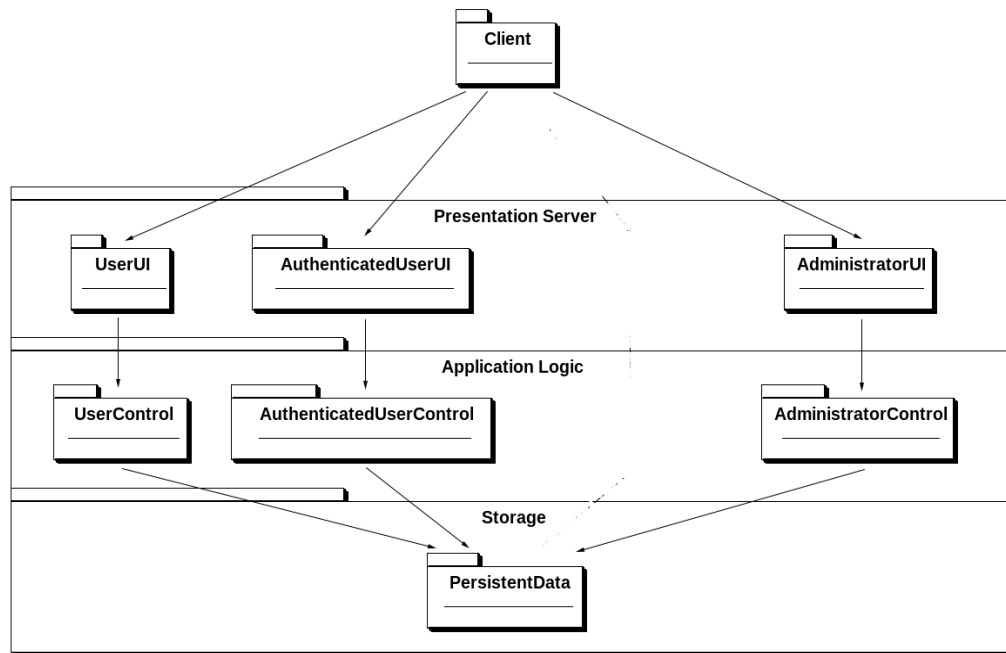 Client
Presentation Server
UserUI
AuthenticatedUserUI
AdministratorUI
Application Logic
UserControl
AuthenticatedUserControl
AdministratorControl
Storage
PersistentData